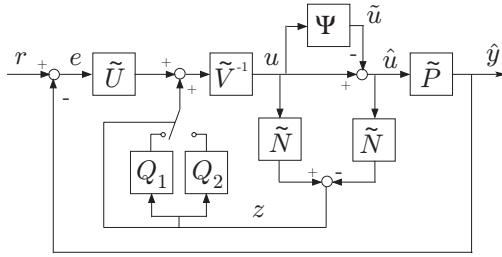 Ψ ũ
r + e Ũ + + Ṽ⁻¹ u + - û P̃ ŷ
-
Ñ Ñ
Q₁ Q₂ + -
z